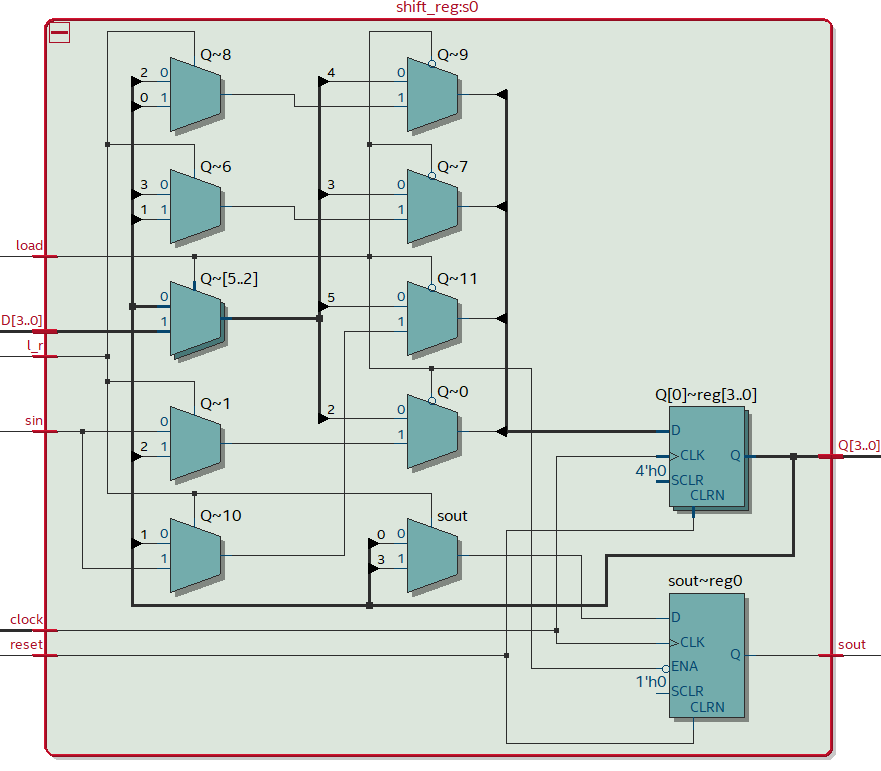 shift_reg:s0
Q~8
2 0
0 1
4 0
1
Q~9
Q~6
3 0
1 1
3 0
1
Q~7
load
Q~[5..2]
0
1
5 0
1
Q~11
D[3..0]
l_r
sin
Q~1
0
2 1
2 0
1
Q~0
Q[0]~reg[3..0]
D
CLK
4'h0
SCLR
CLRN
Q
Q[3..0]
Q~10
1 0
1
sout
0 0
3 1
sout~reg0
D
CLK
ENA
1'h0
SCLR
CLRN
Q
sout
clock
reset